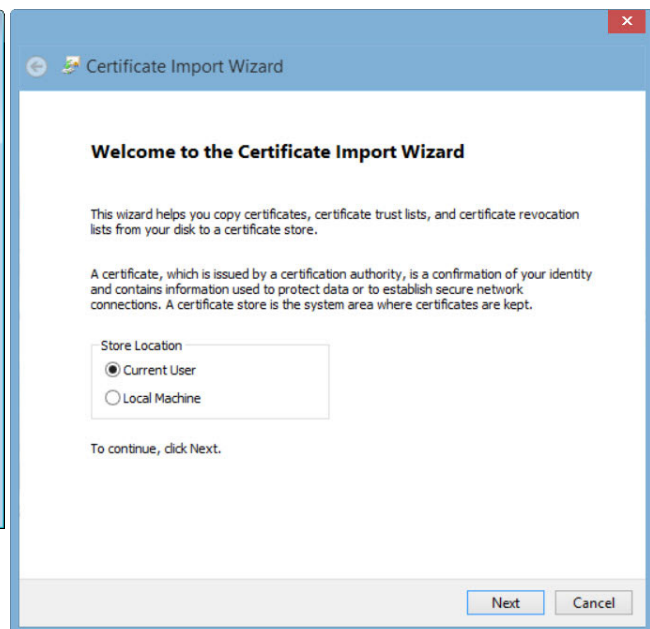 Certificate Import Wizard
Welcome to the Certificate Import Wizard
This wizard helps you copy certificates, certificate trust lists, and certificate revocation
lists from your disk to a certificate store.
A certificate, which is issued by a certification authority, is a confirmation of your identity
and contains information used to protect data or to establish secure network
connections. A certificate store is the system area where certificates are kept.
Store Location
Current User
Local Machine
To continue, click Next.
Next Cancel